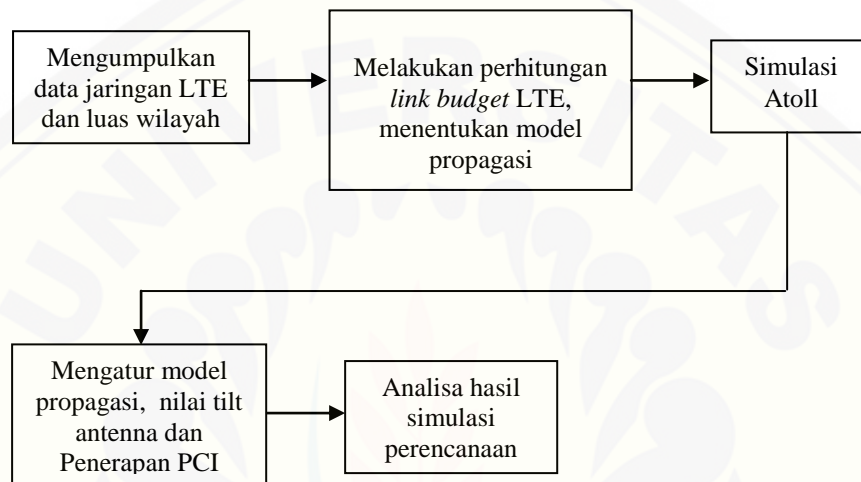 Mengumpulkan
data jaringan LTE
dan luas wilayah
Melakukan perhitungan
link budget LTE,
menentukan model
propagasi
Simulasi
Atoll
UNIVERSITAS
Mengatur model
propagasi, nilai tilt
antenna dan
Penerapan PCI
Analisa hasil
simulasi
perencanaan